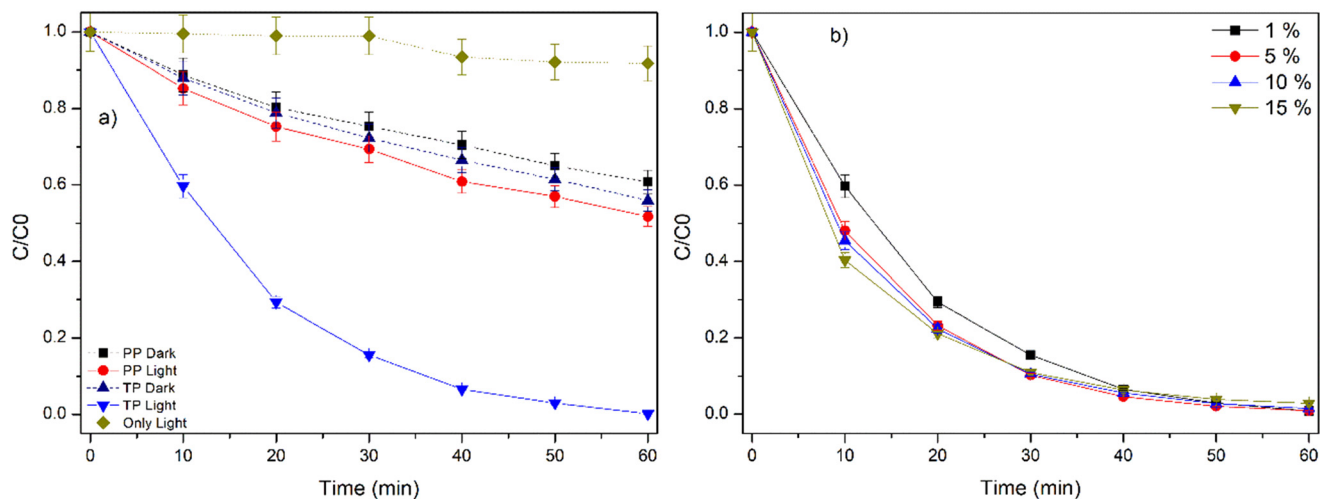 a)
C/C0
1.0
0.8
0.6
0.4
0.2
0.0
PP Dark
PP Light
TP Dark
TP Light
Only Light
0 10 20 30 40 50 60
Time (min)
b)
1 %
5 %
10 %
15 %
C/C0
1.0
0.8
0.6
0.4
0.2
0.0
0 10 20 30 40 50 60
Time (min)